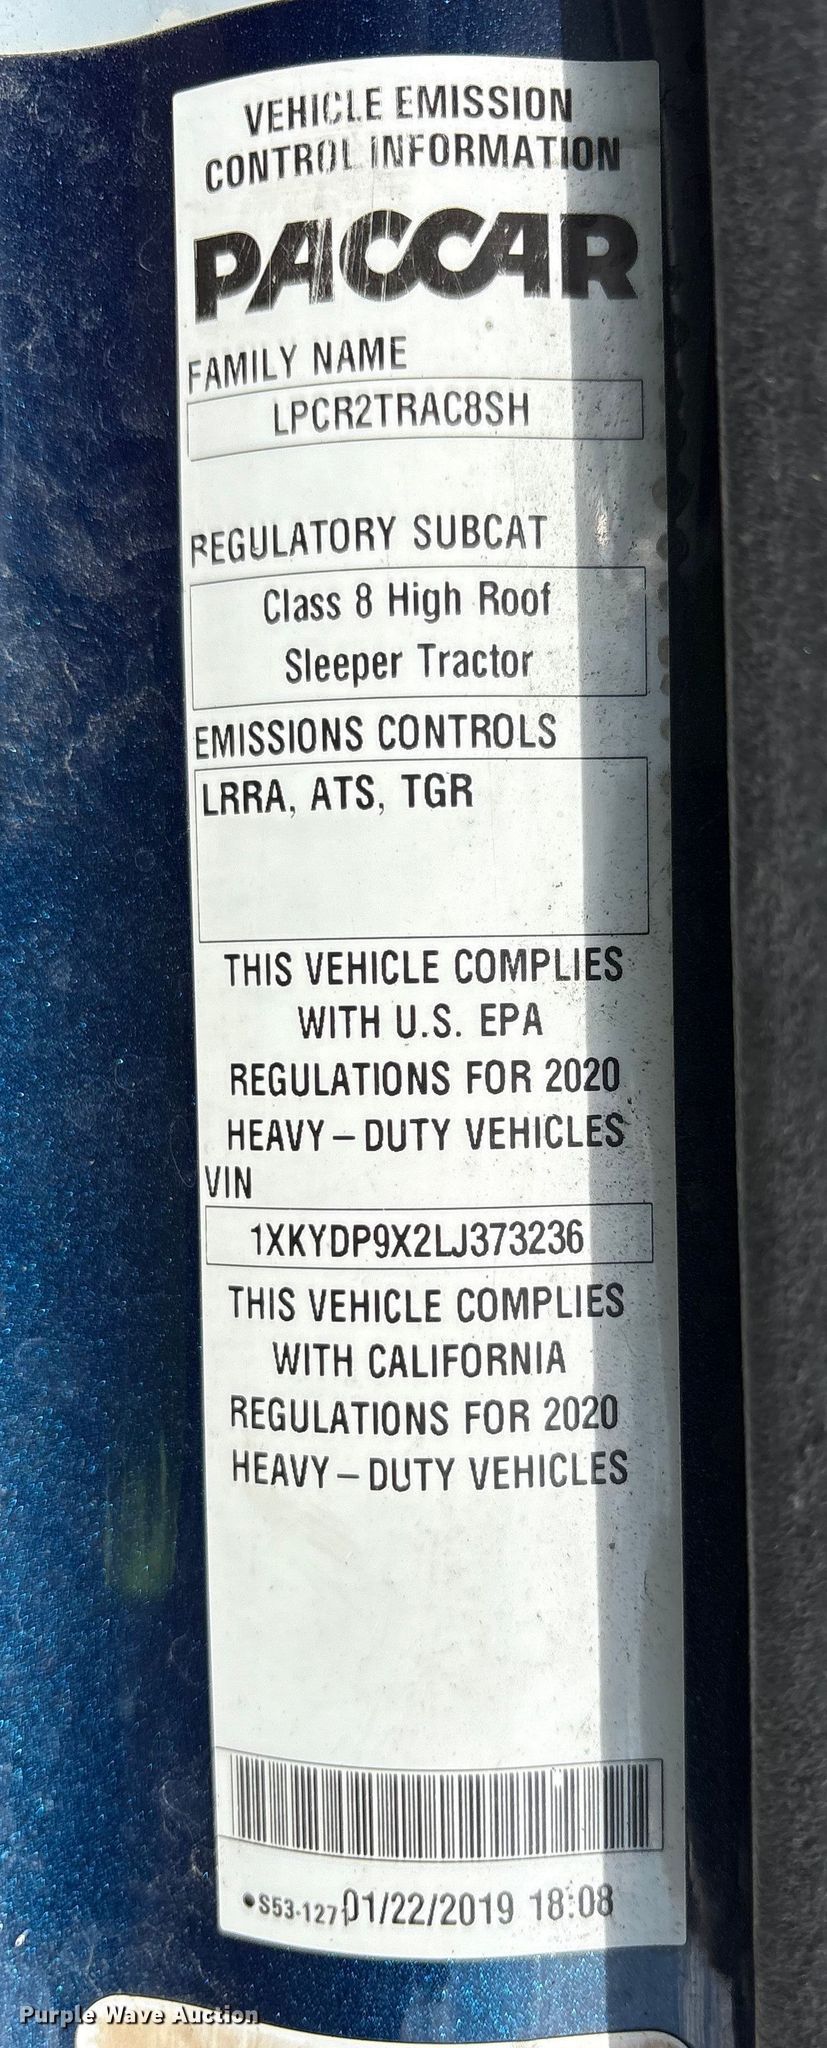 VEHICLE EMISSION
CONTROL INFORMATION
PACCAR
FAMILY NAME
LPCR2TRAC8SH
REGULATORY SUBCAT
Class 8 High Roof
Sleeper Tractor
EMISSIONS CONTROLS
LRRA, ATS, TGR
THIS VEHICLE COMPLIES
WITH U.S. EPA
REGULATIONS FOR 2020
HEAVY – DUTY VEHICLES
VIN
1XKYDP9X2LJ373236
THIS VEHICLE COMPLIES
WITH CALIFORNIA
REGULATIONS FOR 2020
HEAVY – DUTY VEHICLES
•S53-1271 01/22/2019 18:08
Purple Wave Auction